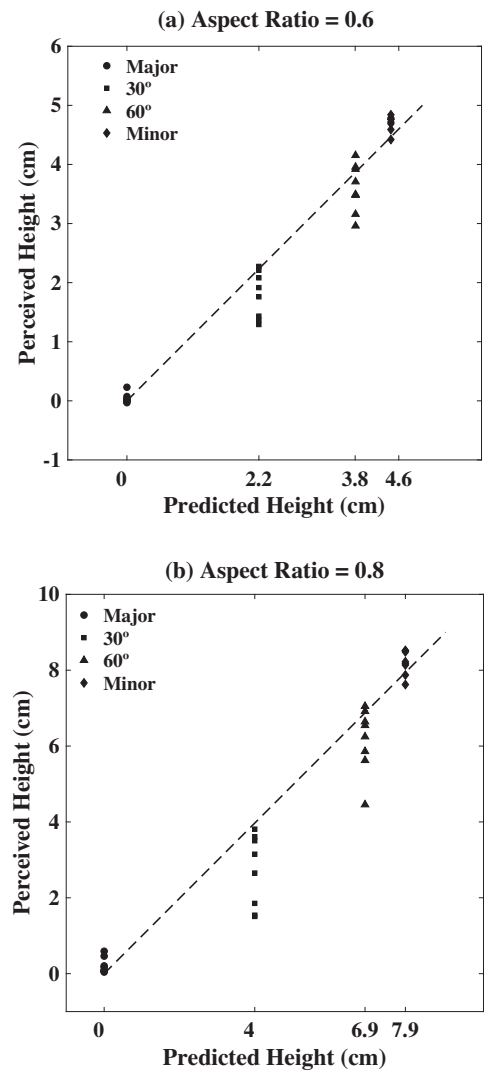 (a) Aspect Ratio = 0.6
6
5
4
3
2
1
0
-1
Perceived Height (cm)
Major
30º
60º
Minor
0 2.2 3.8 4.6
Predicted Height (cm)
(b) Aspect Ratio = 0.8
10
8
6
4
2
0
Perceived Height (cm)
Major
30º
60º
Minor
0 4 6.9 7.9
Predicted Height (cm)